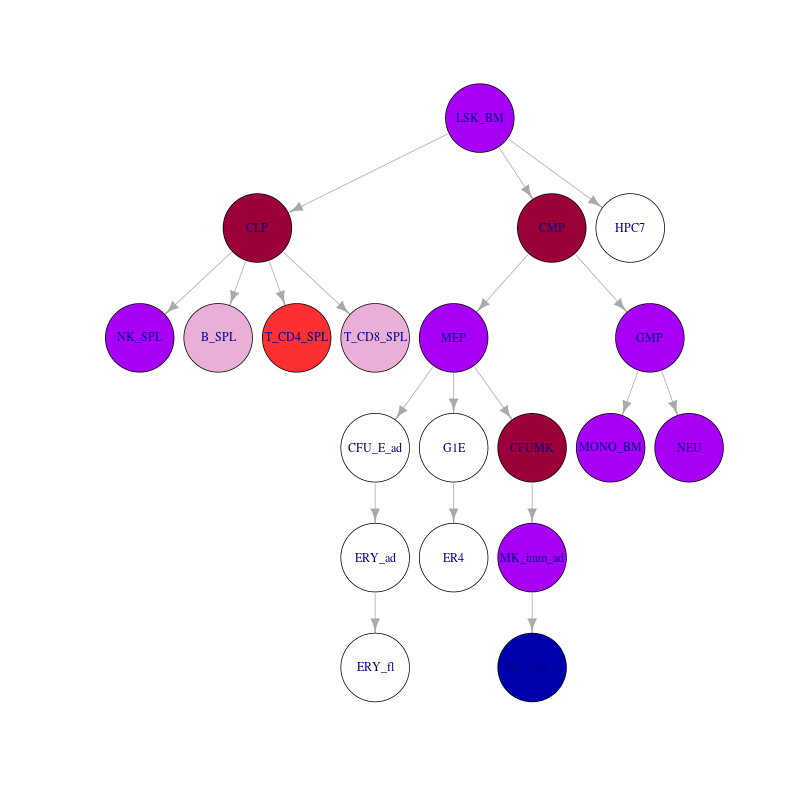 LSK_BM
CLP
CMP
HPC7
NK_SPL
B_SPL
T_CD4_SPL
T_CD8_SPL
MEP
GMP
CFU_E_ad
G1E
CFUMK
MONO_BM
NEU
ERY_ad
ER4
MK_imm_ad
ERY_fl